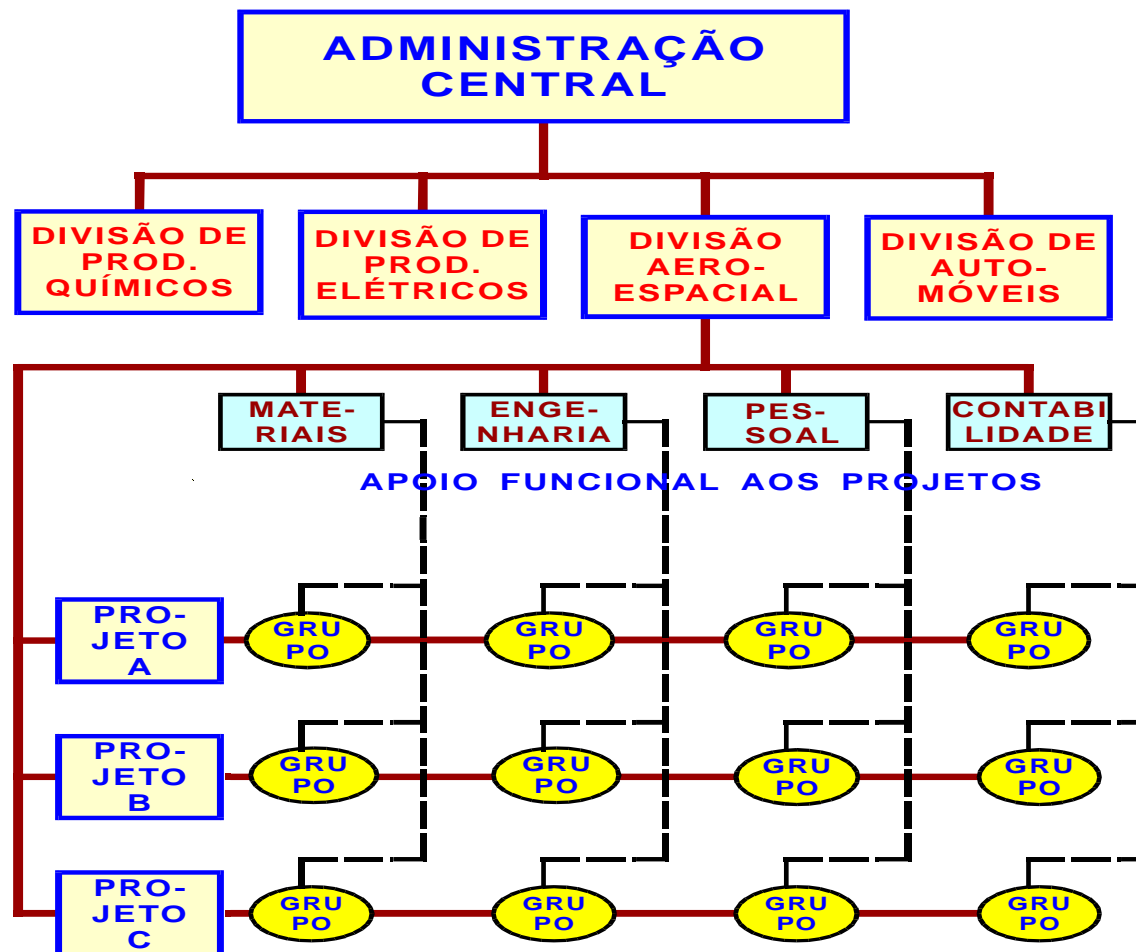 ADMINISTRAÇÃO
CENTRAL
DIVISÃO DE
PROD.
QUÍMICOS
DIVISÃO DE
PROD.
ELÉTRICOS
DIVISÃO
AERO-
ESPACIAL
DIVISÃO DE
AUTO-
MÓVEIS
MATE-
RIAIS
ENGE-
NHARIA
PES-
SOAL
CONTABI
LIDADE
APOIO FUNCIONAL AOS PROJETOS
PRO-
JETO
A
GRU
PO
GRU
PO
GRU
PO
GRU
PO
PRO-
JETO
B
GRU
PO
GRU
PO
GRU
PO
GRU
PO
PRO-
JETO
C
GRU
PO
GRU
PO
GRU
PO
GRU
PO